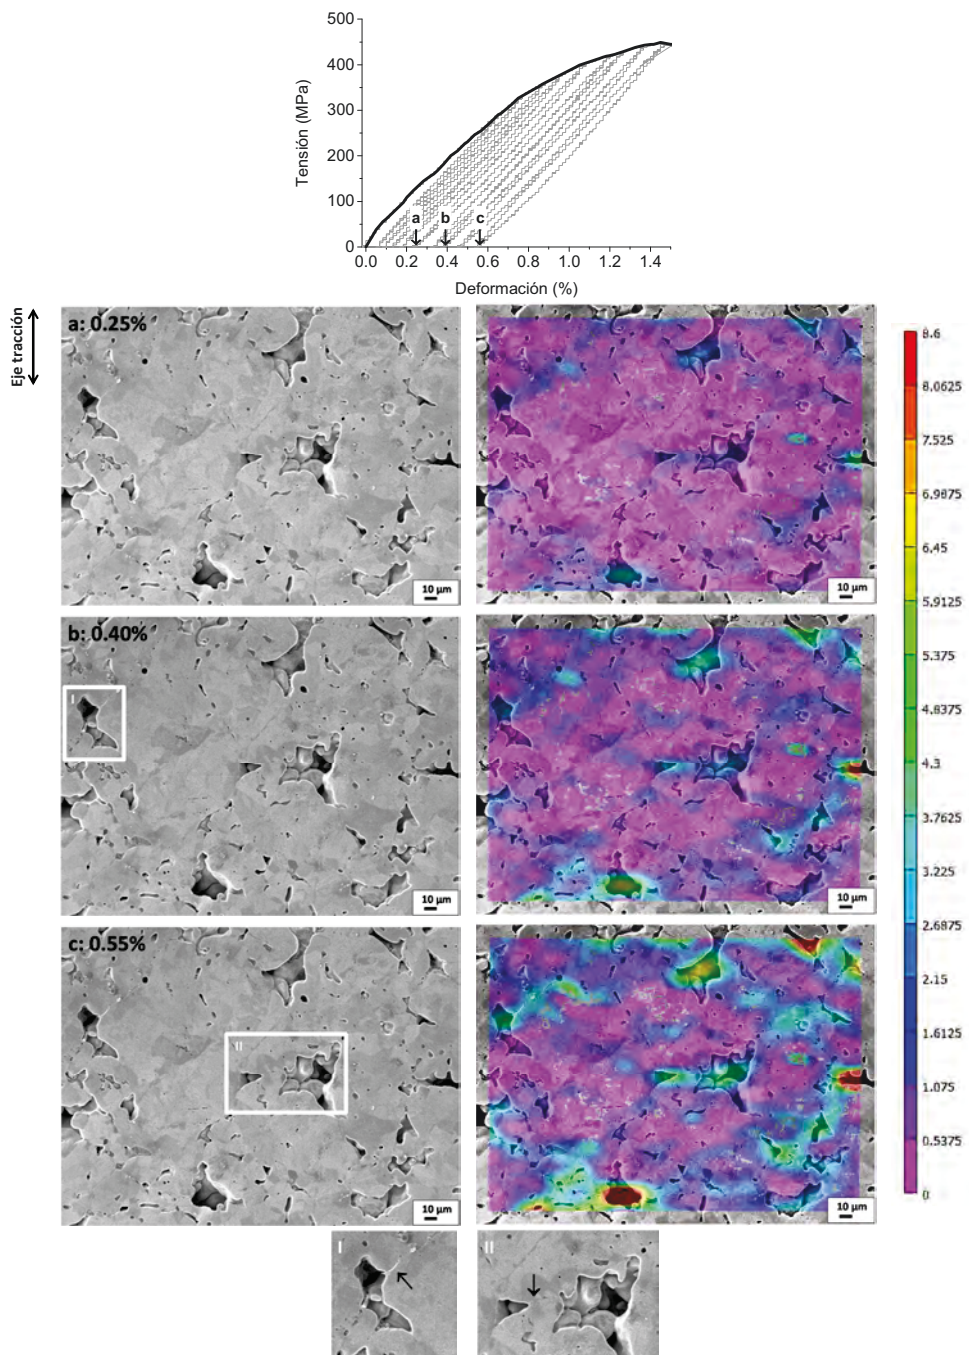 500
400
300
200
100
0
Tensión (MPa)
a b c
0.0 0.2 0.4 0.6 0.8 1.0 1.2 1.4
Deformación (%)
Eje tracción
a: 0.25%
10 µm
10 µm
b: 0.40%
I
10 µm
10 µm
c: 0.55%
II
10 µm
10 µm
8.6
8.0625
7.525
6.9875
6.45
5.9125
5.375
4.8375
4.3
3.7625
3.225
2.6875
2.15
1.6125
1.075
0.5375
0
I
II